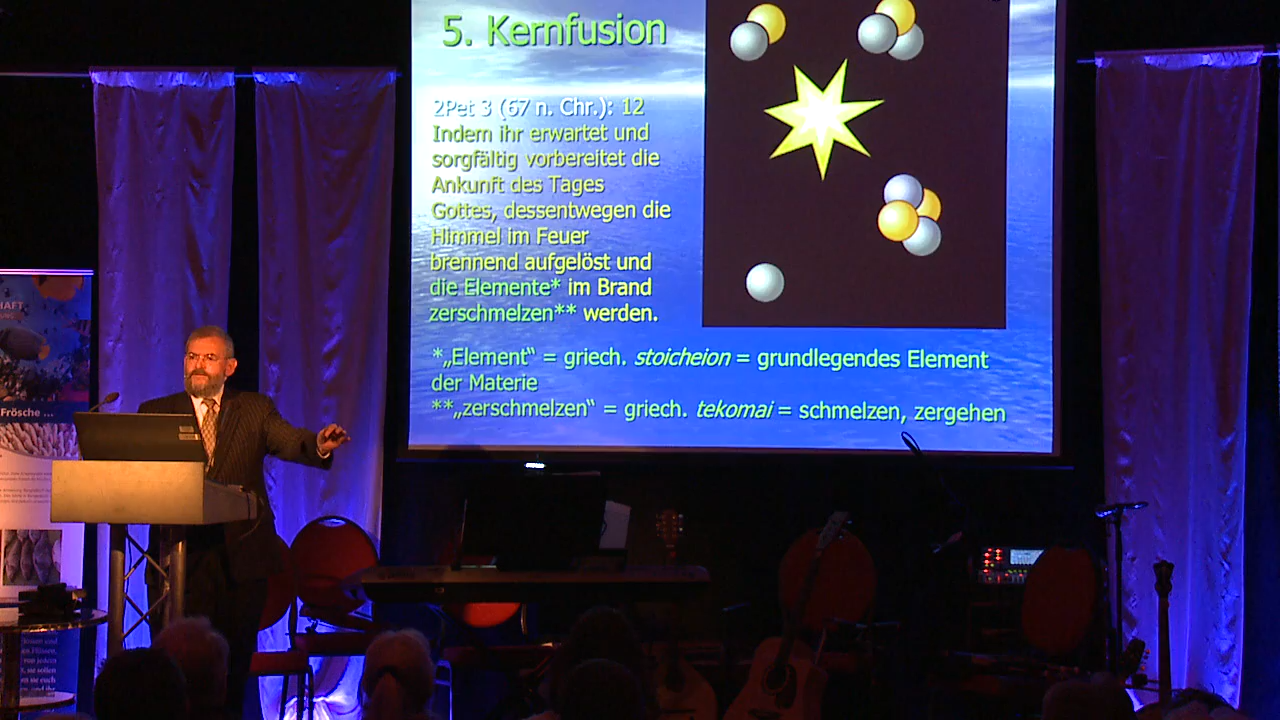 5. Kernfusion
2Pet 3 (67 n. Chr.): 12
Indem ihr erwartet und
sorgfältig vorbereitet die
Ankunft des Tages
Gottes, dessentwegen die
Himmel im Feuer
brennend aufgelöst und
die Elemente* im Brand
zerschmelzen** werden.
*„Element“ = griech. stoicheion = grundlegendes Element
der Materie
**„zerschmelzen“ = griech. tekomai = schmelzen, zergehen
HAFT
Frösche ...